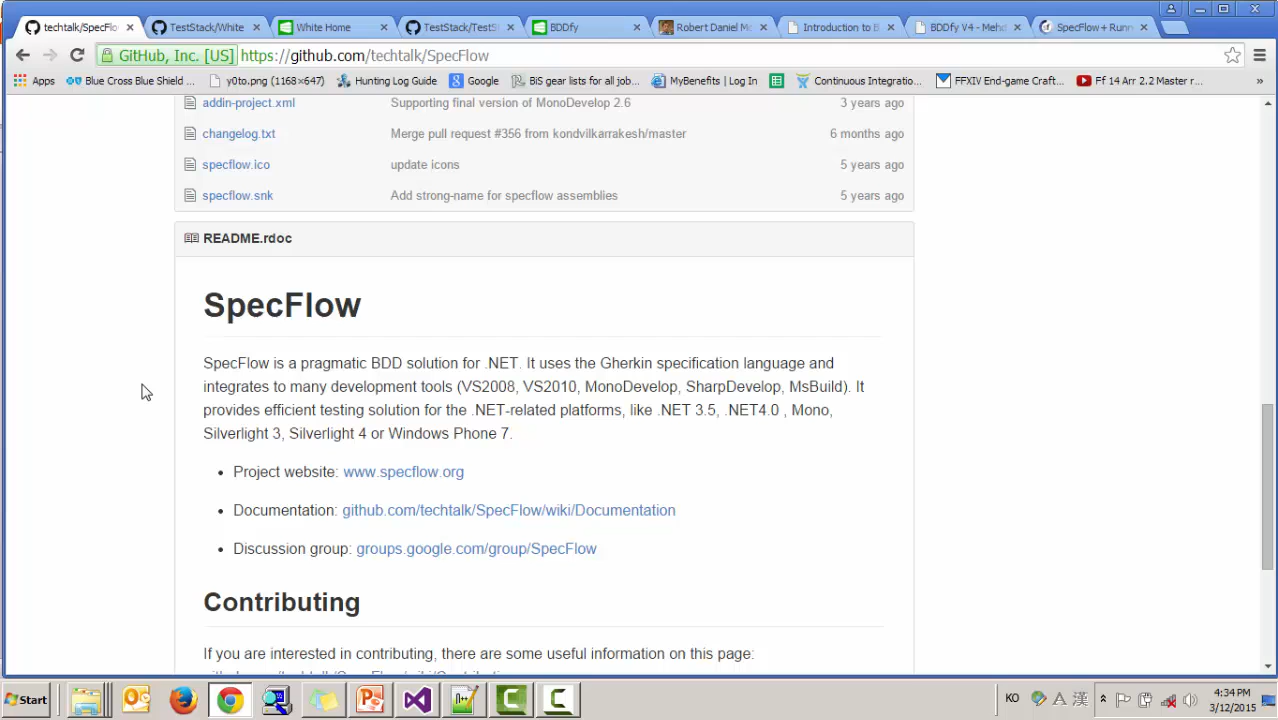 techtalk/SpecFlo
TestStack/White
White Home
TestStack/TestSt
BDDfy
Robert Daniel Mo
Introduction to B
BDDfy V4 - Mehd
SpecFlow + Runn
GitHub, Inc. [US] https://github.com/techtalk/SpecFlow
Apps
Blue Cross Blue Shield ...
y0to.png (1168×647)
Hunting Log Guide
Google
BiS gear lists for all job...
MyBenefits | Log In
Continuous Integratio...
FFXIV End-game Craft...
Ff 14 Arr 2.2 Master r...
»
addin-project.xml Supporting final version of MonoDevelop 2.6 3 years ago
changelog.txt Merge pull request #356 from kondvilkarrakesh/master 6 months ago
specflow.ico update icons 5 years ago
specflow.snk Add strong-name for specflow assemblies 5 years ago
README.rdoc
SpecFlow
SpecFlow is a pragmatic BDD solution for .NET. It uses the Gherkin specification language and
integrates to many development tools (VS2008, VS2010, MonoDevelop, SharpDevelop, MsBuild). It
provides efficient testing solution for the .NET-related platforms, like .NET 3.5, .NET4.0 , Mono,
Silverlight 3, Silverlight 4 or Windows Phone 7.
• Project website: www.specflow.org
• Documentation: github.com/techtalk/SpecFlow/wiki/Documentation
• Discussion group: groups.google.com/group/SpecFlow
Contributing
If you are interested in contributing, there are some useful information on this page:
Start
KO
A 漢
4:34 PM
3/12/2015